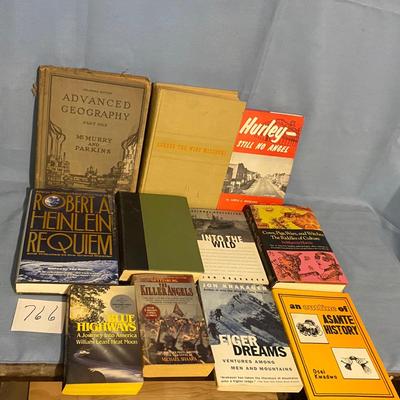 ADVANCED
GEOGRAPHY
PART ONE
McMURRY
AND
PARKINS
ACROSS THE WIDE MISSOURI
Hurley—
STILL NO ANGEL
ROBERT A.
HEINLEIN
REQUIEM
INTO THE
WILD
Cows, Pigs, Wars, and Witches
The Riddles of Culture
766
BLUE
HIGHWAYS
A Journey Into America
William Least Heat Moon
THE
KILLER ANGELS
MICHAEL SHAARA
JON KRAKAUER
EIGER
DREAMS
VENTURES AMONG
MEN AND MOUNTAINS
an outline of
ASANTE
HISTORY
Osei
Kwadwo